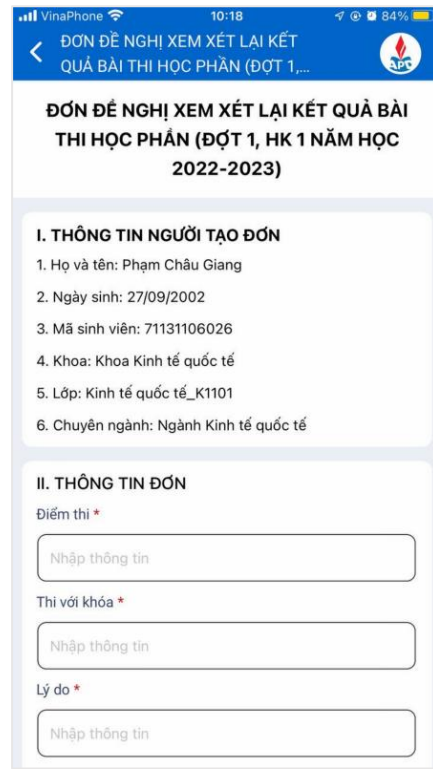 VinaPhone 10:18 84%
ĐƠN ĐỀ NGHỊ XEM XÉT LẠI KẾT
QUẢ BÀI THI HỌC PHẦN (ĐỢT 1,...
APD
ĐƠN ĐỀ NGHỊ XEM XÉT LẠI KẾT QUẢ BÀI
THI HỌC PHẦN (ĐỢT 1, HK 1 NĂM HỌC
2022-2023)
I. THÔNG TIN NGƯỜI TẠO ĐƠN
1. Họ và tên: Phạm Châu Giang
2. Ngày sinh: 27/09/2002
3. Mã sinh viên: 71131106026
4. Khoa: Khoa Kinh tế quốc tế
5. Lớp: Kinh tế quốc tế_K1101
6. Chuyên ngành: Ngành Kinh tế quốc tế
II. THÔNG TIN ĐƠN
Điểm thi *
Nhập thông tin
Thi với khóa *
Nhập thông tin
Lý do *
Nhập thông tin